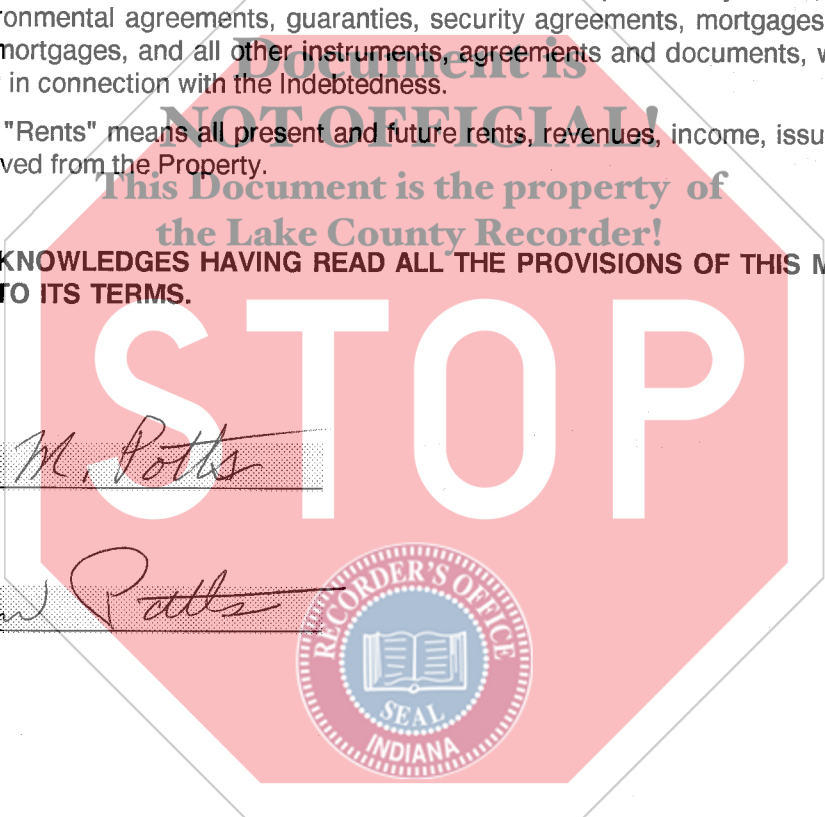 ronmental agreements, guaranties, security agreements, mortgages
mortgages, and all other instruments, agreements and documents, w
Document is
in connection with the Indebtedness.
NOT OFFICIAL!
"Rents" means all present and future rents, revenues, income, issu
ved from the Property.
This Document is the property of
the Lake County Recorder!
KNOWLEDGES HAVING READ ALL THE PROVISIONS OF THIS M
TO ITS TERMS.
STOP
M. Potts
Potts
RECORDER'S OFFICE
SEAL
INDIANA